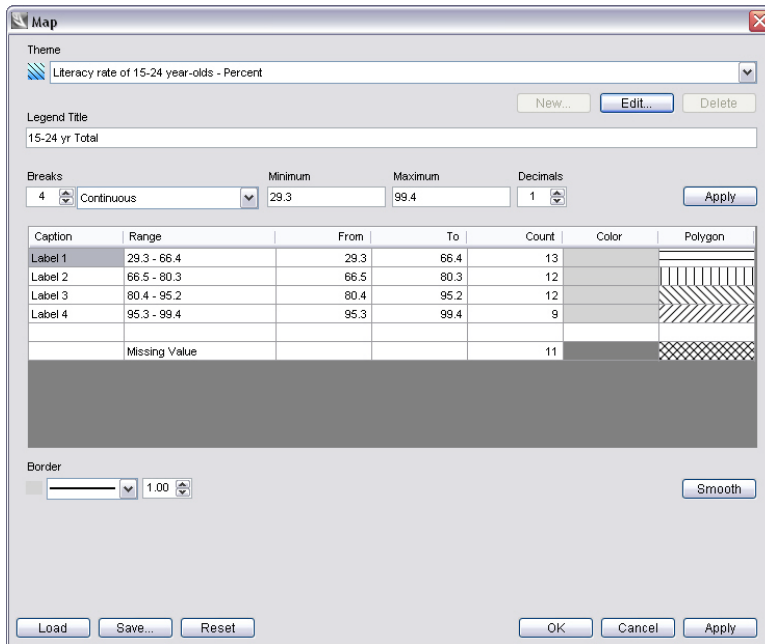 Map
Theme
Literacy rate of 15-24 year-olds - Percent
New... Edit... Delete
Legend Title
15-24 yr Total
Breaks Minimum Maximum Decimals
4 Continuous 29.3 99.4 1 Apply
Caption Range From To Count Color Polygon
Label 1 29.3 - 66.4 29.3 66.4 13
Label 2 66.5 - 80.3 66.5 80.3 12
Label 3 80.4 - 95.2 80.4 95.2 12
Label 4 95.3 - 99.4 95.3 99.4 9
Missing Value 11
Border
1.00 Smooth
Load Save... Reset OK Cancel Apply